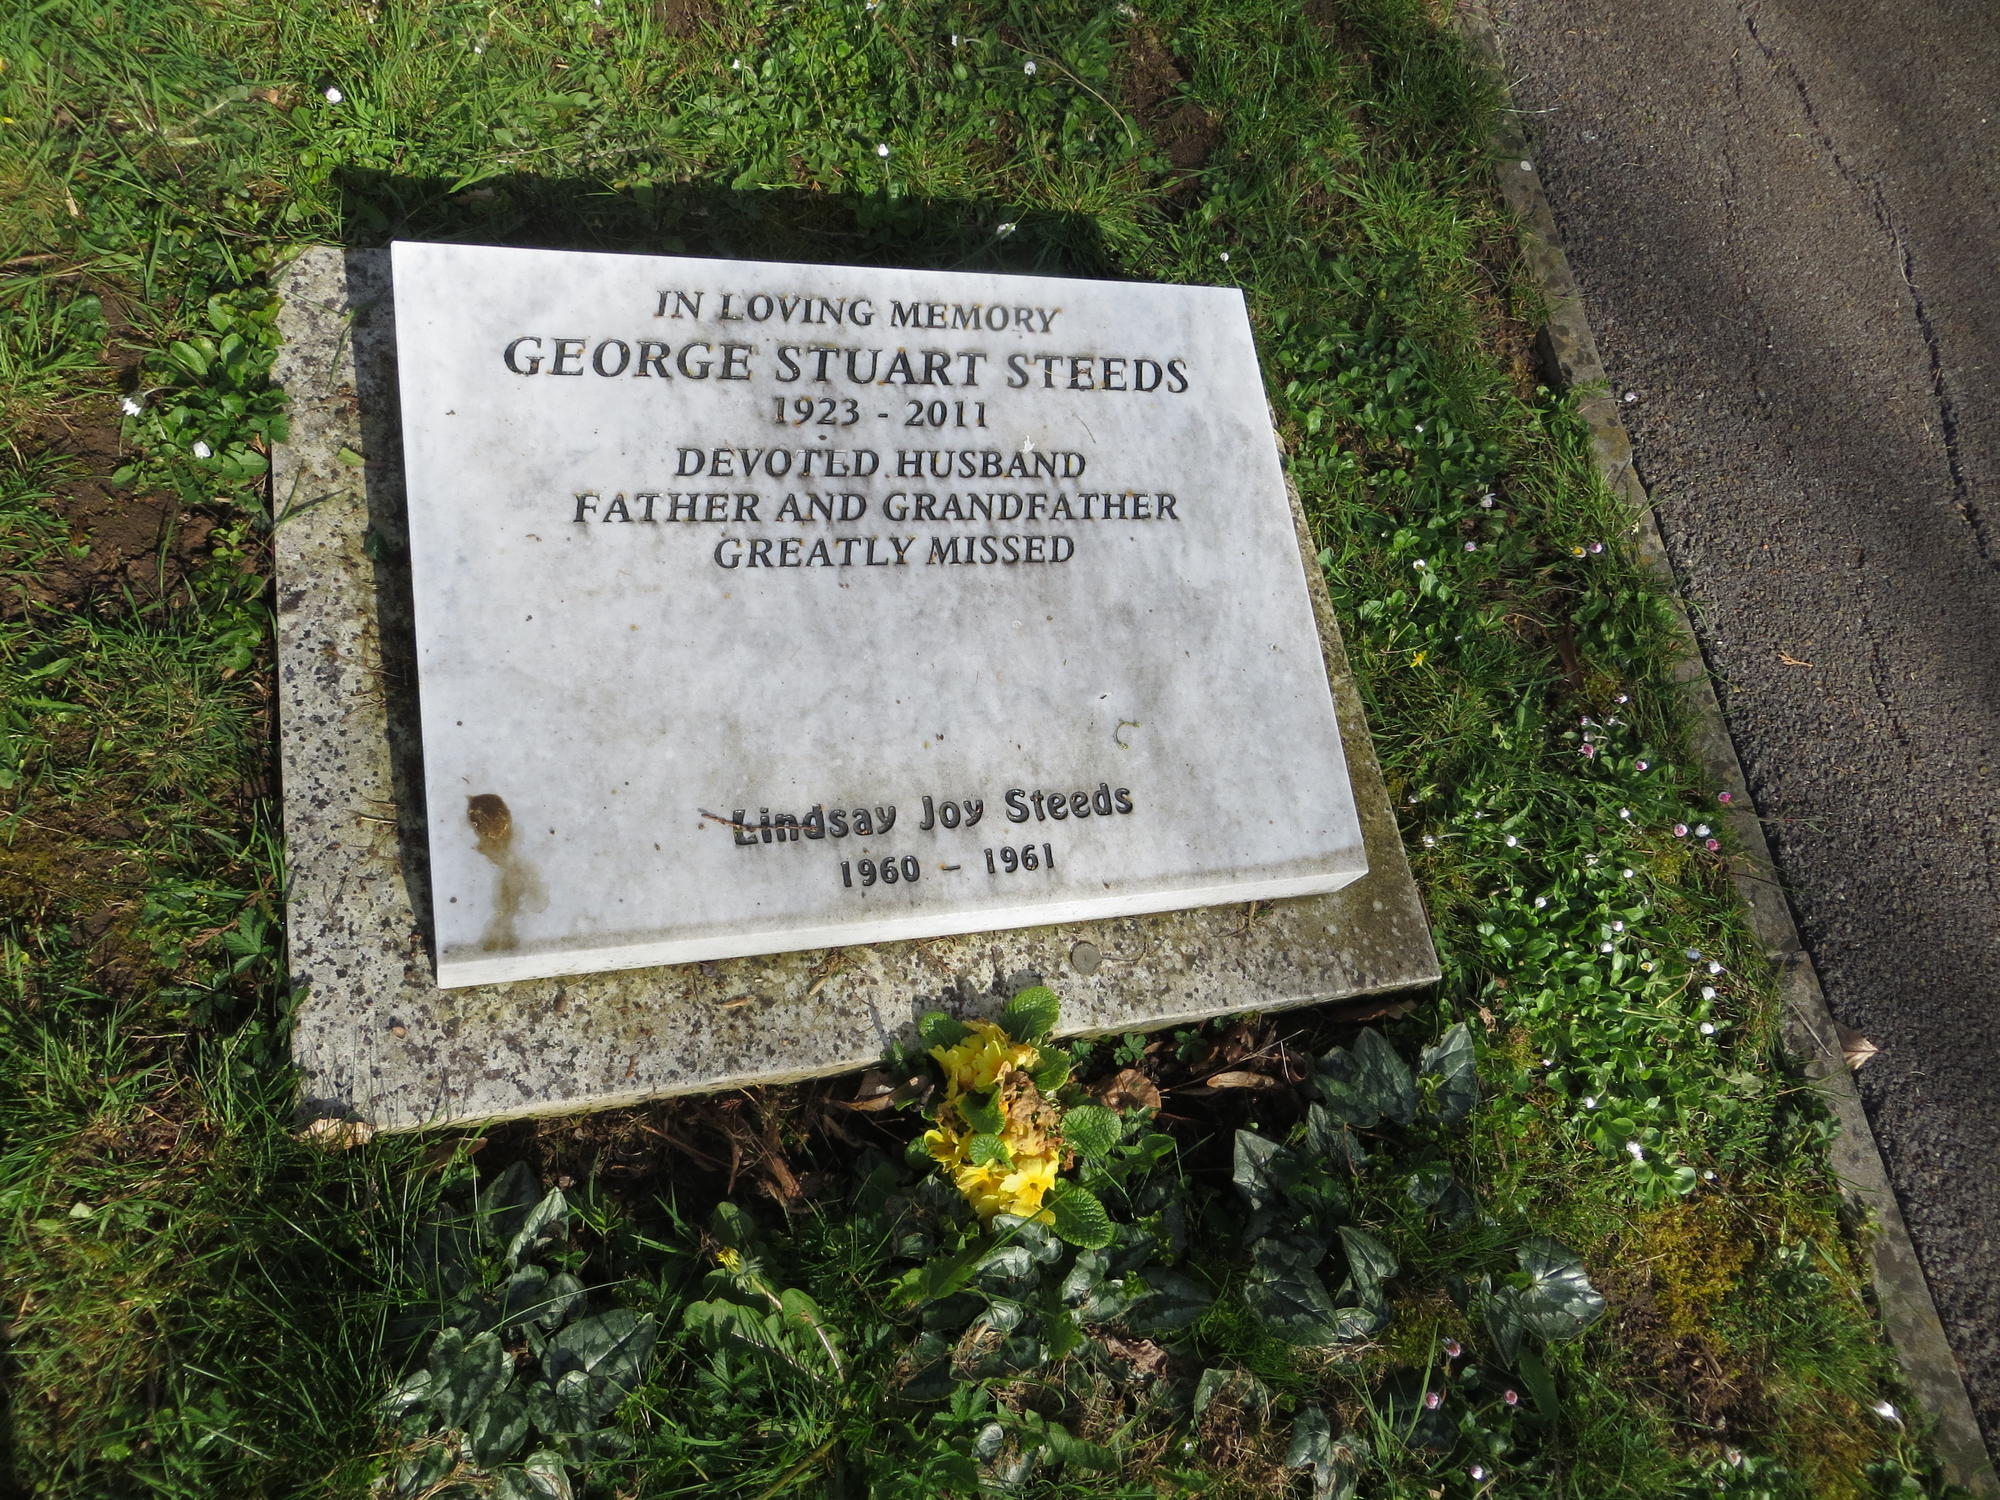 IN LOVING MEMORY
GEORGE STUART STEEDS
1923 - 2011
DEVOTED HUSBAND
FATHER AND GRANDFATHER
GREATLY MISSED
Lindsay Joy Steeds
1960 - 1961